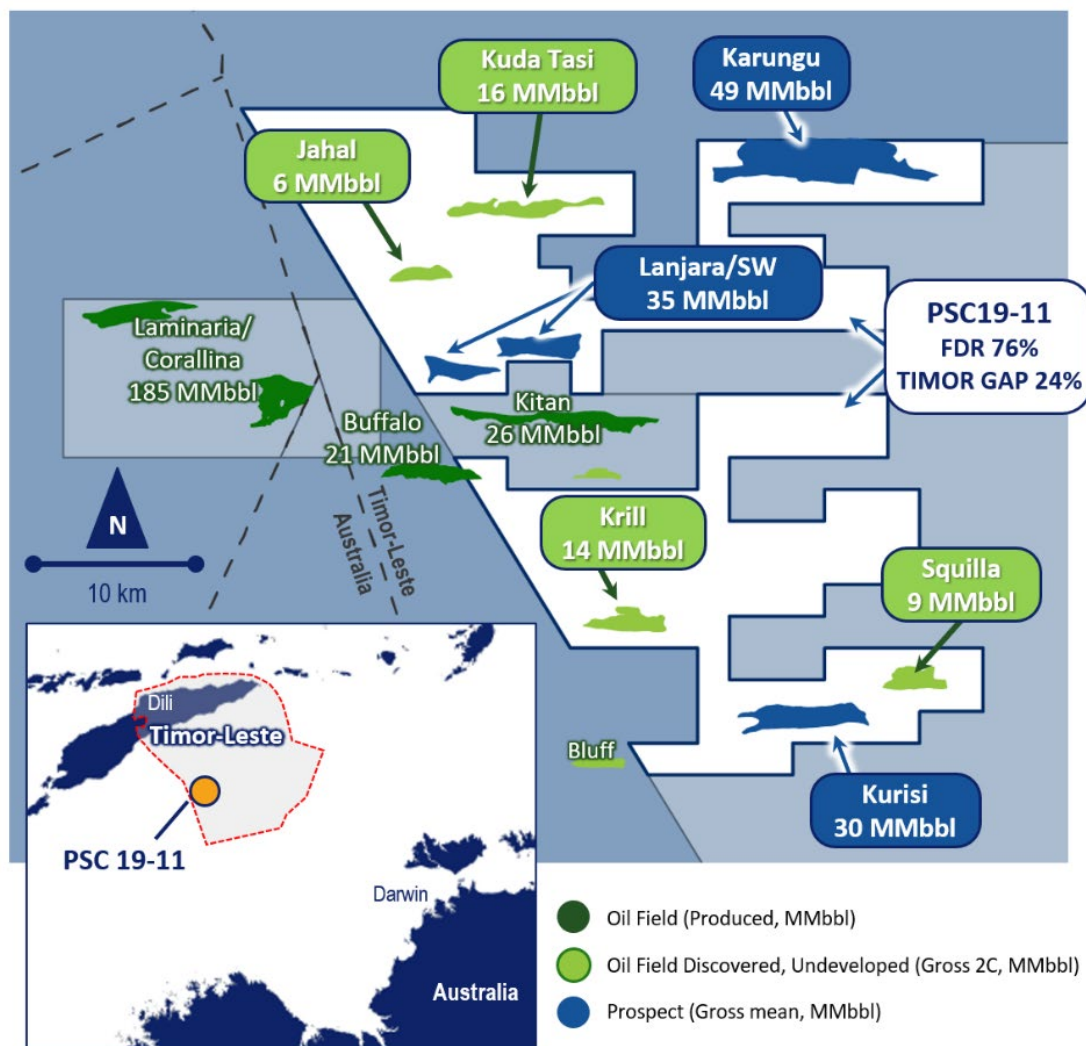 Kuda Tasi
16 MMbbl
Karungu
49 MMbbl
Jahal
6 MMbbl
Lanjara/SW
35 MMbbl
PSC19-11
FDR 76%
TIMOR GAP 24%
Laminaria/
Corallina
185 MMbbl
Buffalo
21 MMbbl
Kitan
26 MMbbl
Timor-Leste
Australia
N
10 km
Krill
14 MMbbl
Squilla
9 MMbbl
Bluff
Kurisi
30 MMbbl
Dili
Timor-Leste
PSC 19-11
Darwin
Australia
Oil Field (Produced, MMbbl)
Oil Field Discovered, Undeveloped (Gross 2C, MMbbl)
Prospect (Gross mean, MMbbl)